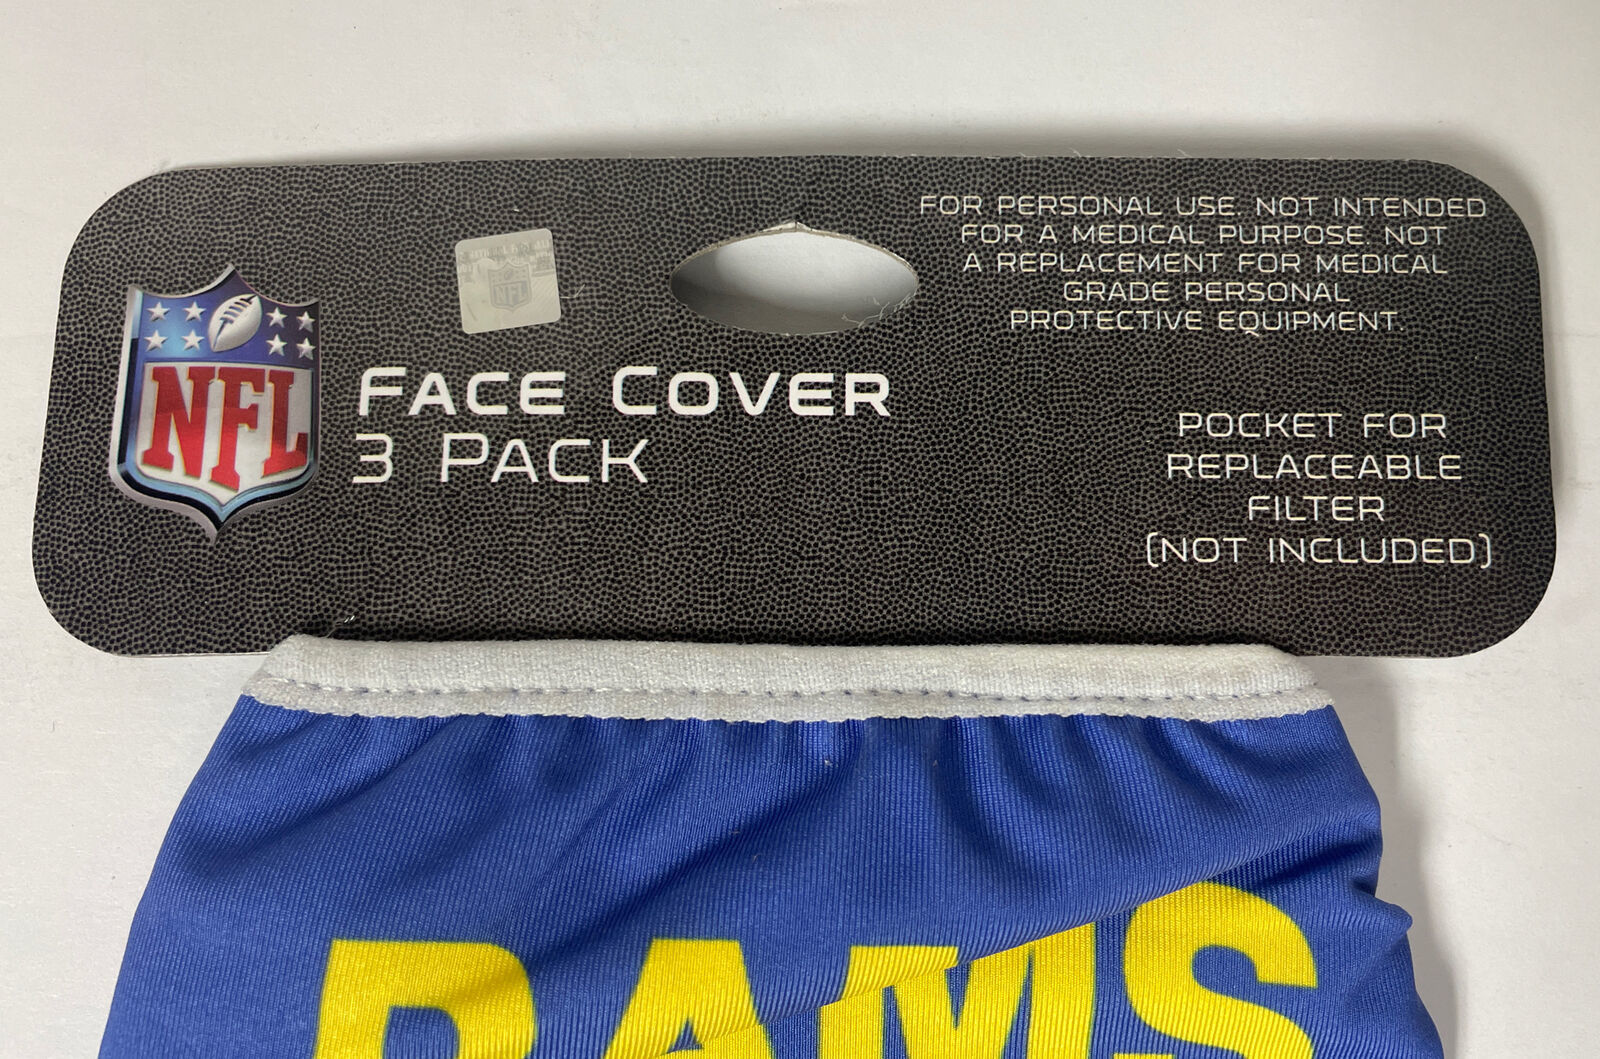 FOR PERSONAL USE. NOT INTENDED
FOR A MEDICAL PURPOSE. NOT
A REPLACEMENT FOR MEDICAL
GRADE PERSONAL
PROTECTIVE EQUIPMENT.
NFL
NFL
FACE COVER
3 PACK
POCKET FOR
REPLACEABLE
FILTER
(NOT INCLUDED)
RAMS